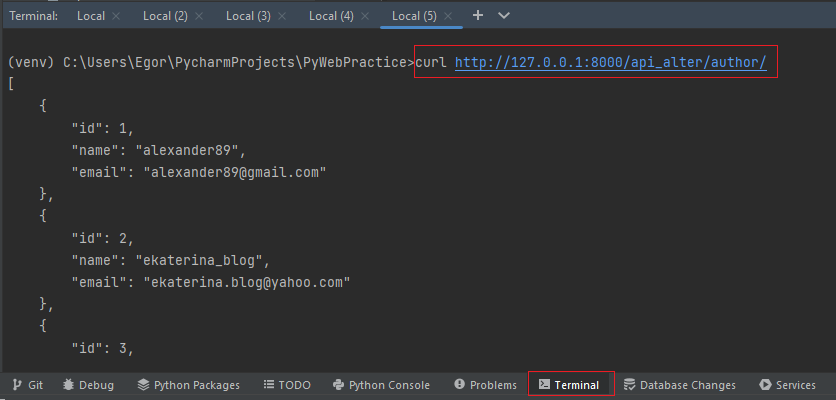 Terminal: Local Local (2) Local (3) Local (4) Local (5)
(venv) C:\Users\Egor\PycharmProjects\PyWebPractice>curl http://127.0.0.1:8000/api_alter/author/
[
    {
        "id": 1,
        "name": "alexander89",
        "email": "alexander89@gmail.com"
    },
    {
        "id": 2,
        "name": "ekaterina_blog",
        "email": "ekaterina.blog@yahoo.com"
    },
    {
        "id": 3,
Git Debug Python Packages TODO Python Console Problems Terminal Database Changes Services